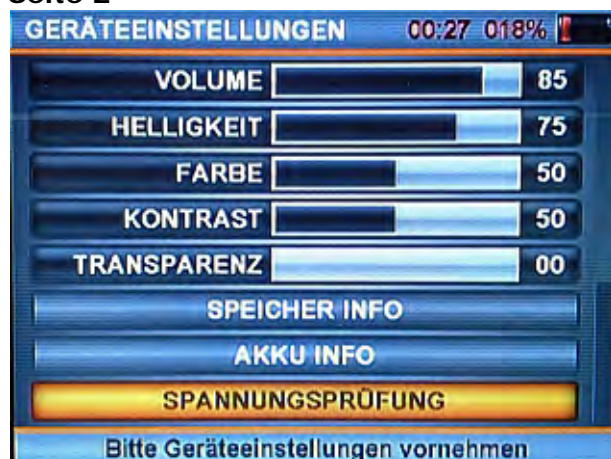 GERÄTEEINSTELLUNGEN 00:27 018%
VOLUME 85
HELLIGKEIT 75
FARBE 50
KONTRAST 50
TRANSPARENZ 00
SPEICHER INFO
AKKU INFO
SPANNUNGSPRÜFUNG
Bitte Geräteeinstellungen vornehmen